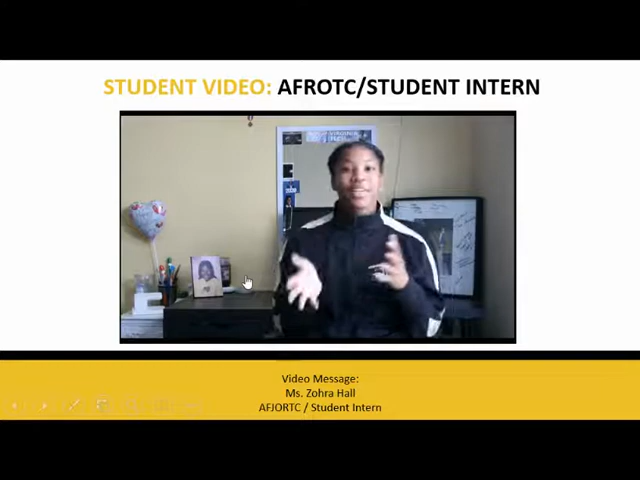 STUDENT VIDEO: AFROTC/STUDENT INTERN
Video Message:
Ms. Zohra Hall
AFJORTC / Student Intern